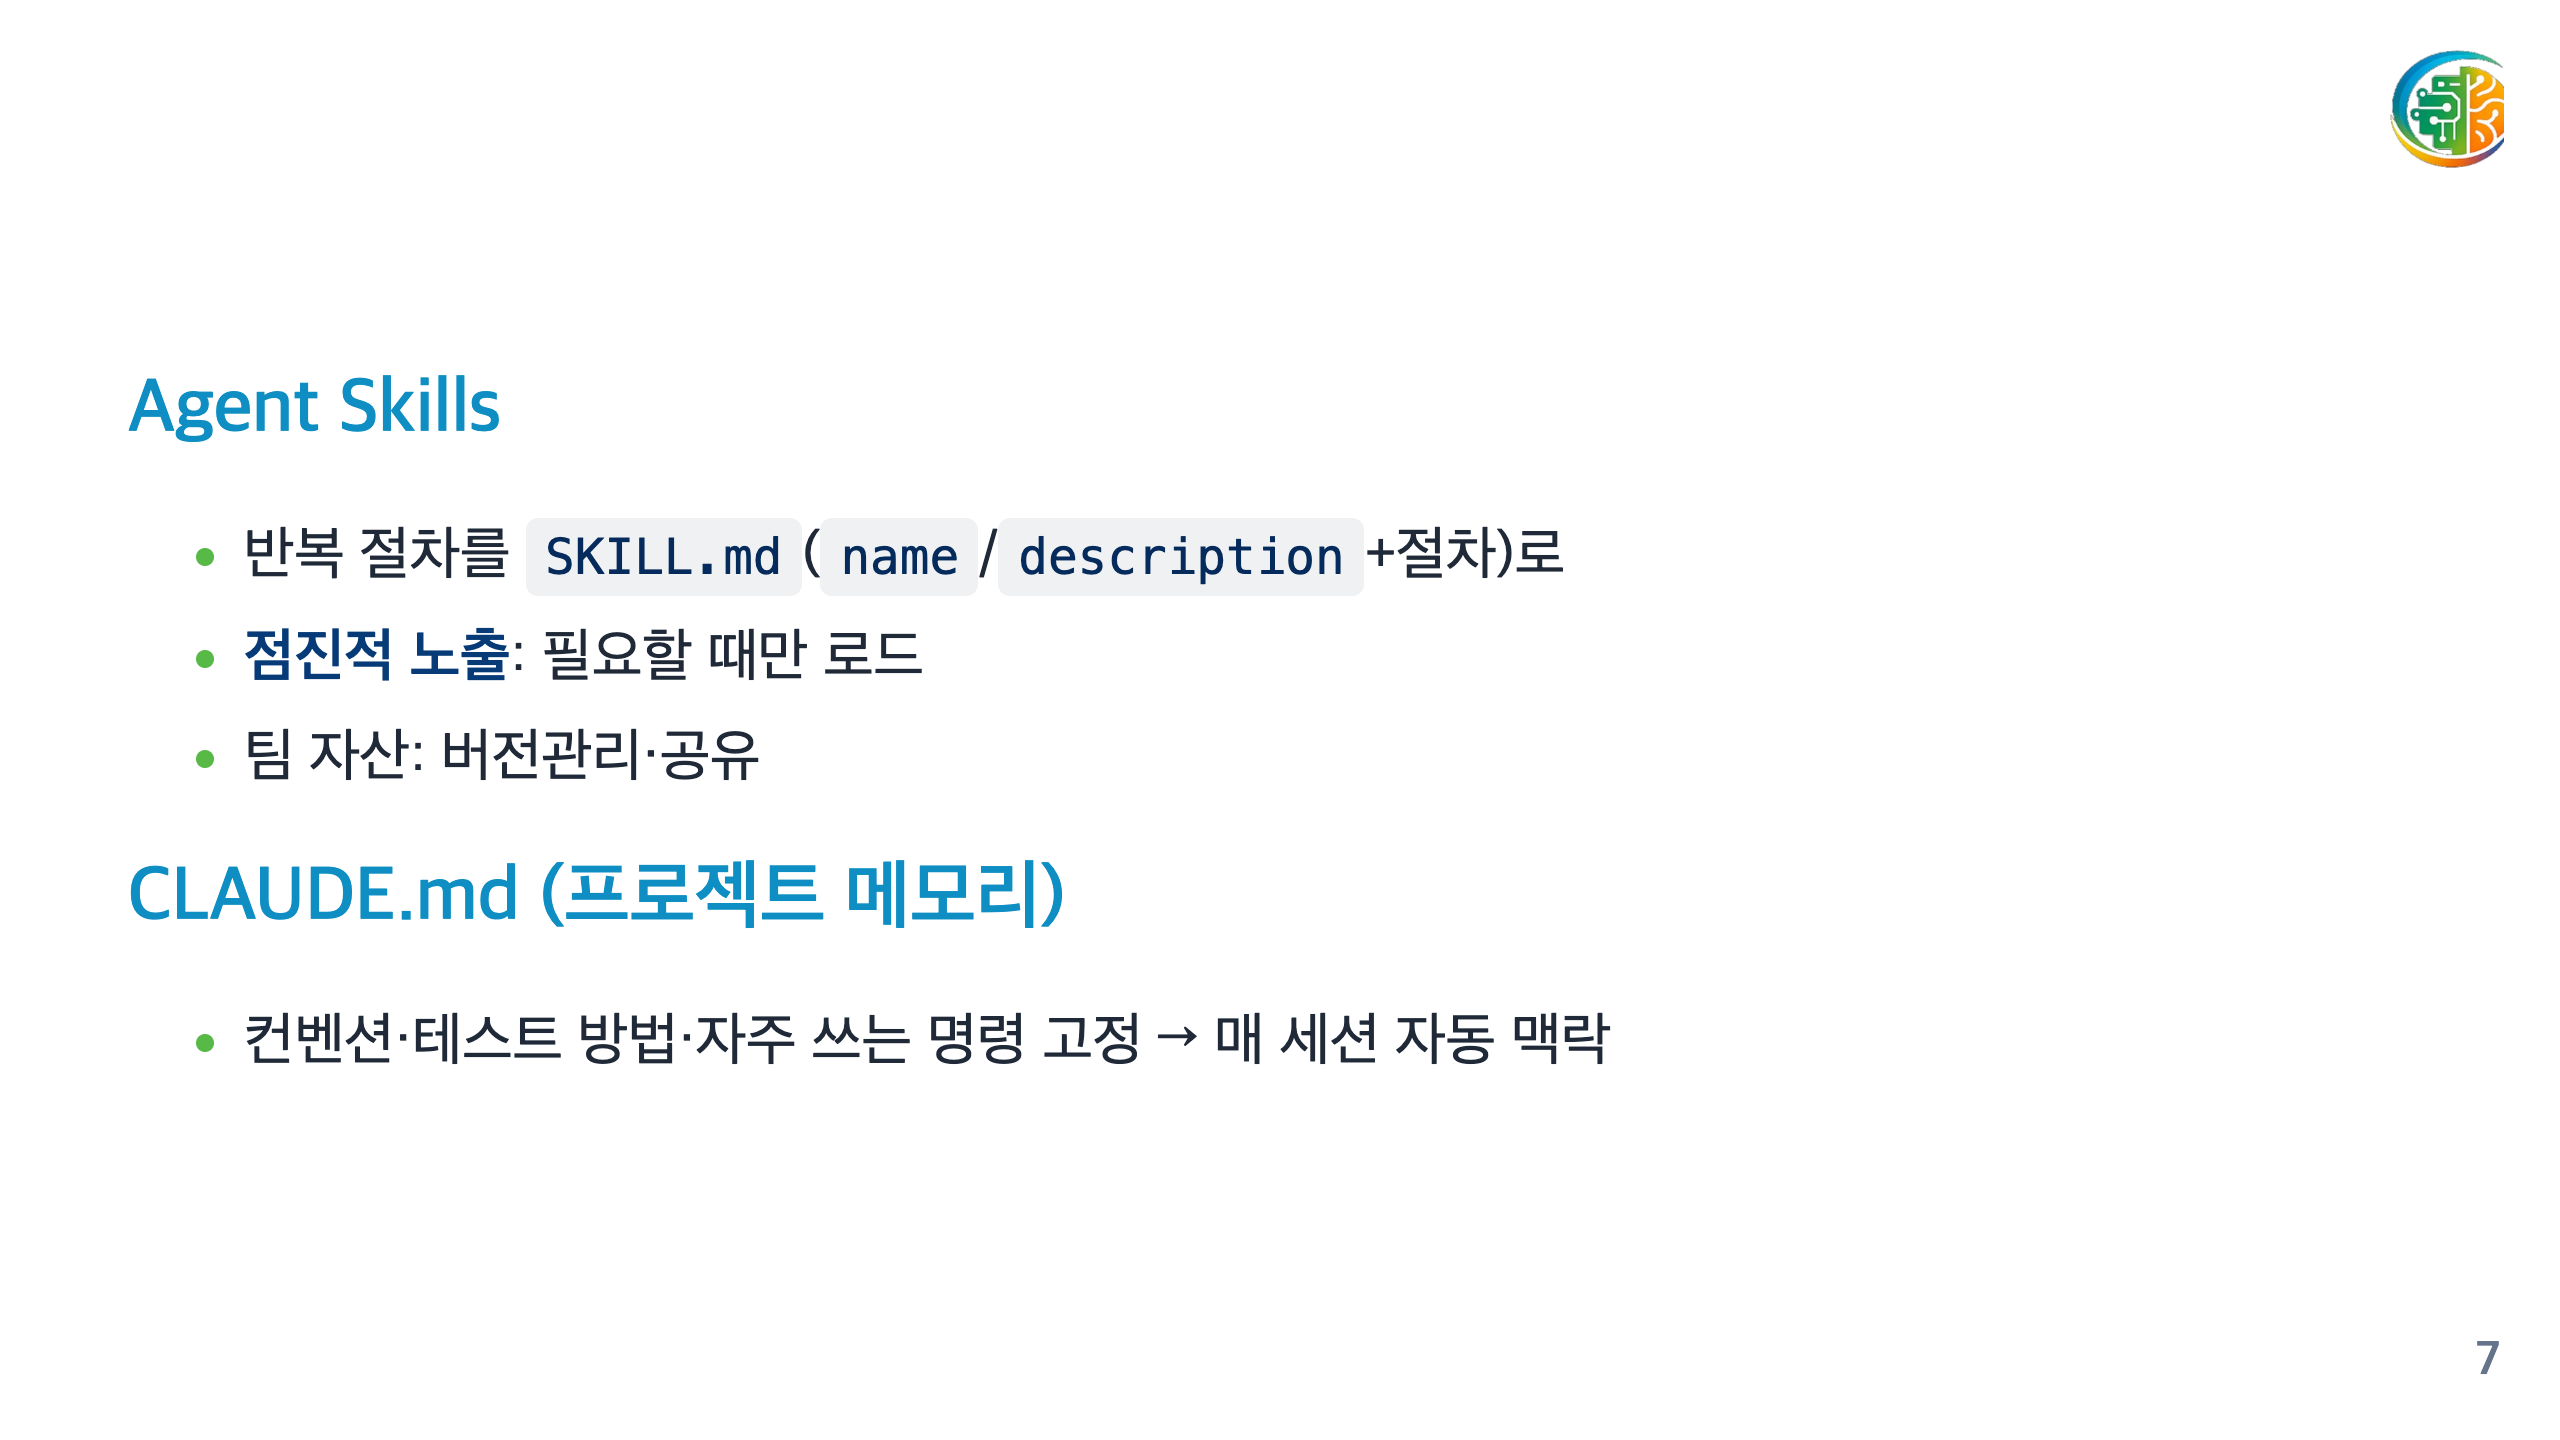 Agent Skills
반복 절차를 SKILL.md(name/description+절차)로
점진적 노출: 필요할 때만 로드
팀 자산: 버전관리·공유
CLAUDE.md (프로젝트 메모리)
컨벤션·테스트 방법·자주 쓰는 명령 고정 → 매 세션 자동 맥락
7